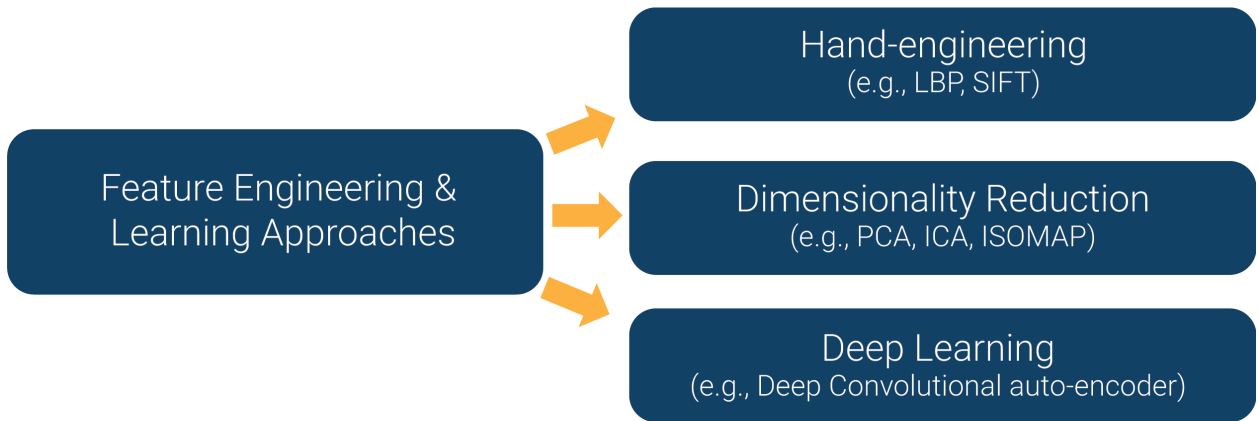 Feature Engineering &
Learning Approaches
Hand-engineering
(e.g., LBP, SIFT)
Dimensionality Reduction
(e.g., PCA, ICA, ISOMAP)
Deep Learning
(e.g., Deep Convolutional auto-encoder)